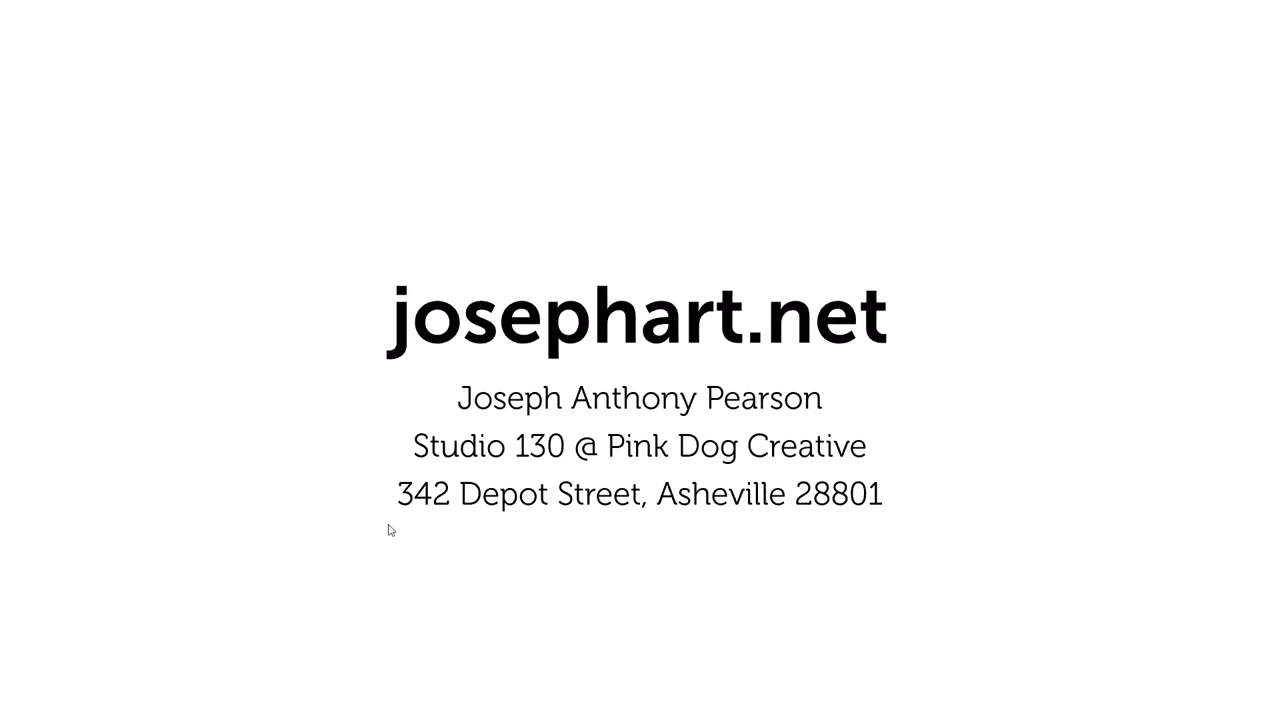 josephart.net
Joseph Anthony Pearson
Studio 130 @ Pink Dog Creative
342 Depot Street, Asheville 28801